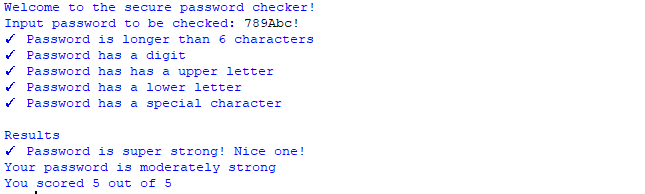 Welcome to the secure password checker!
Input password to be checked: 789Abc!
✓ Password is longer than 6 characters
✓ Password has a digit
✓ Password has has a upper letter
✓ Password has a lower letter
✓ Password has a special character
Results
✓ Password is super strong! Nice one!
Your password is moderately strong
You scored 5 out of 5